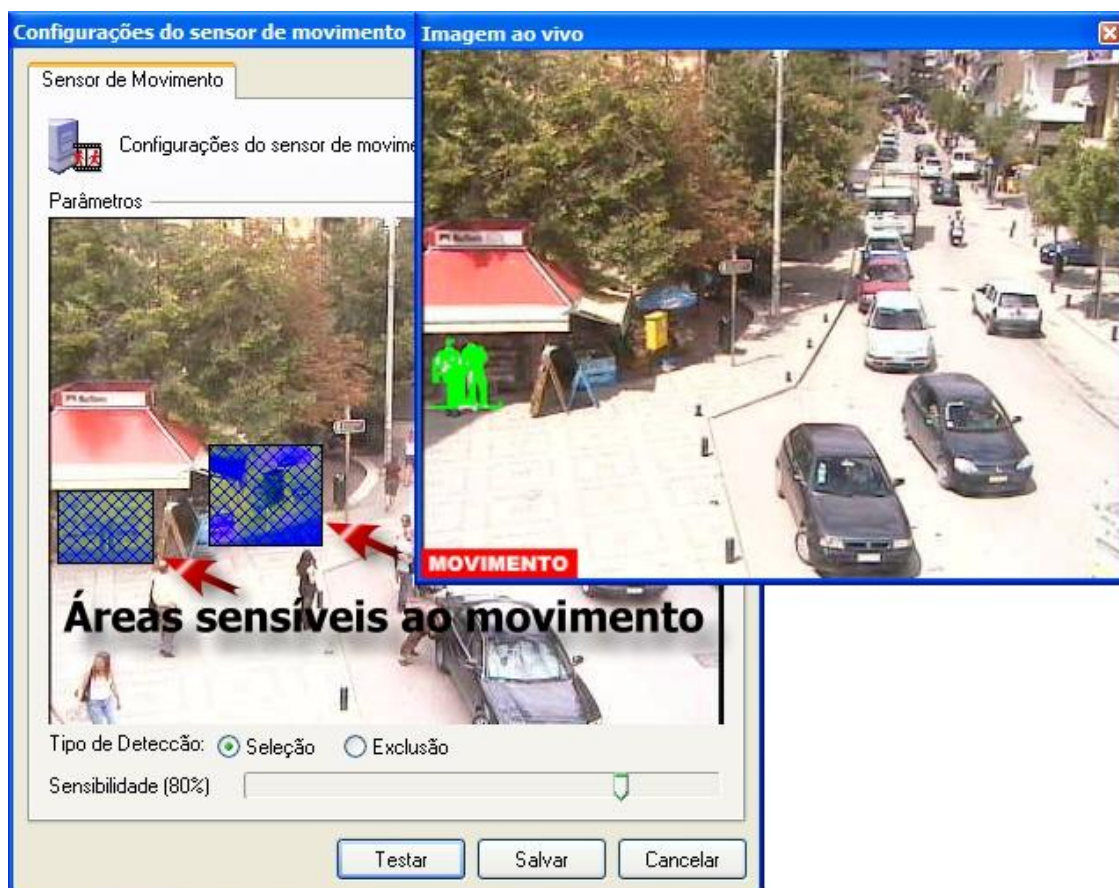 Configurações do sensor de movimento
Imagem ao vivo
Sensor de Movimento
Configurações do sensor de movime
Parâmetros
MOVIMENTO
Áreas sensíveis ao movimento
Tipo de Deteccão:
Seleção
Exclusão
Sensibilidade (80%)
Testar
Salvar
Cancelar